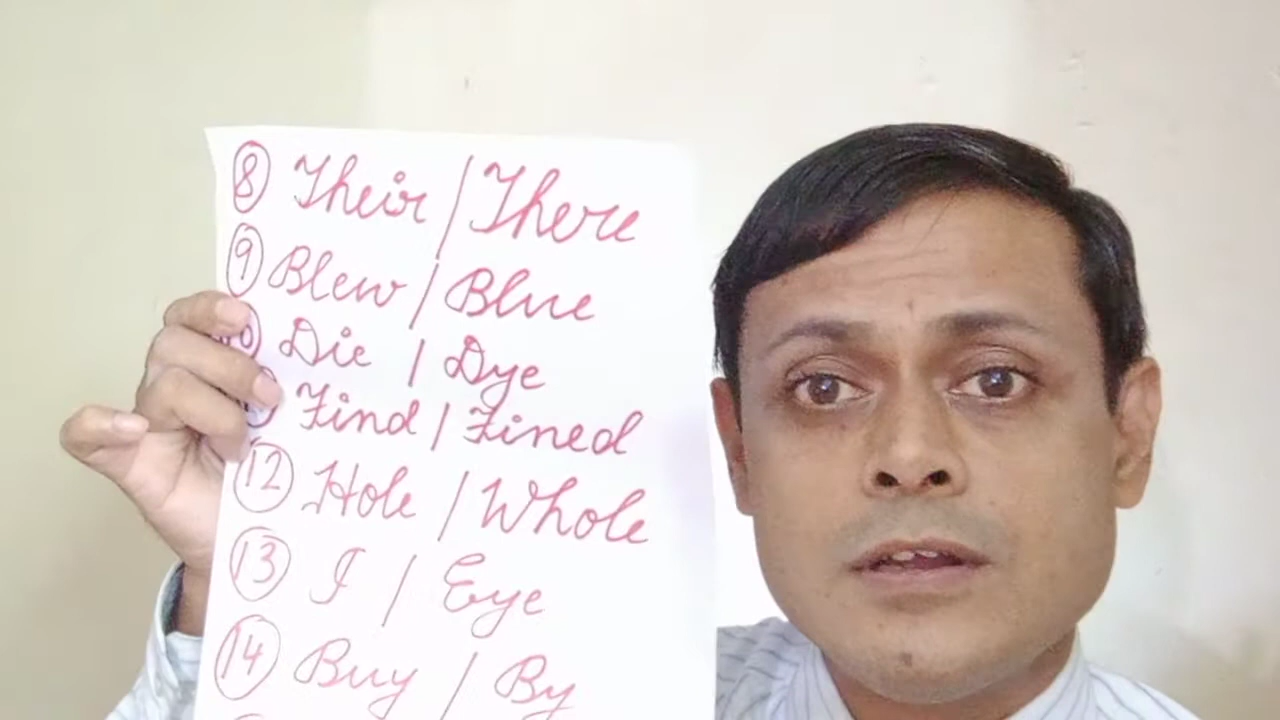 8 Their / There
9 Blew / Blue
Die / Dye
Find / Fined
12 Hole / Whole
13 I / Eye
14 Buy / By